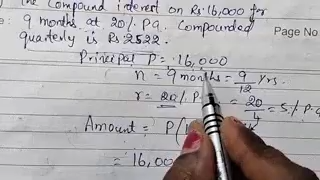 the Compound interest on Rs. 16,000 for
9 months at 20% P.a. Compounded
quarterly is Rs. 2522.
Page No
Principal P = 16,000
n = 9 months = 9/12 yrs.
r = 20% P. = 20/4 = 5%
Amount = P(
= 16,00